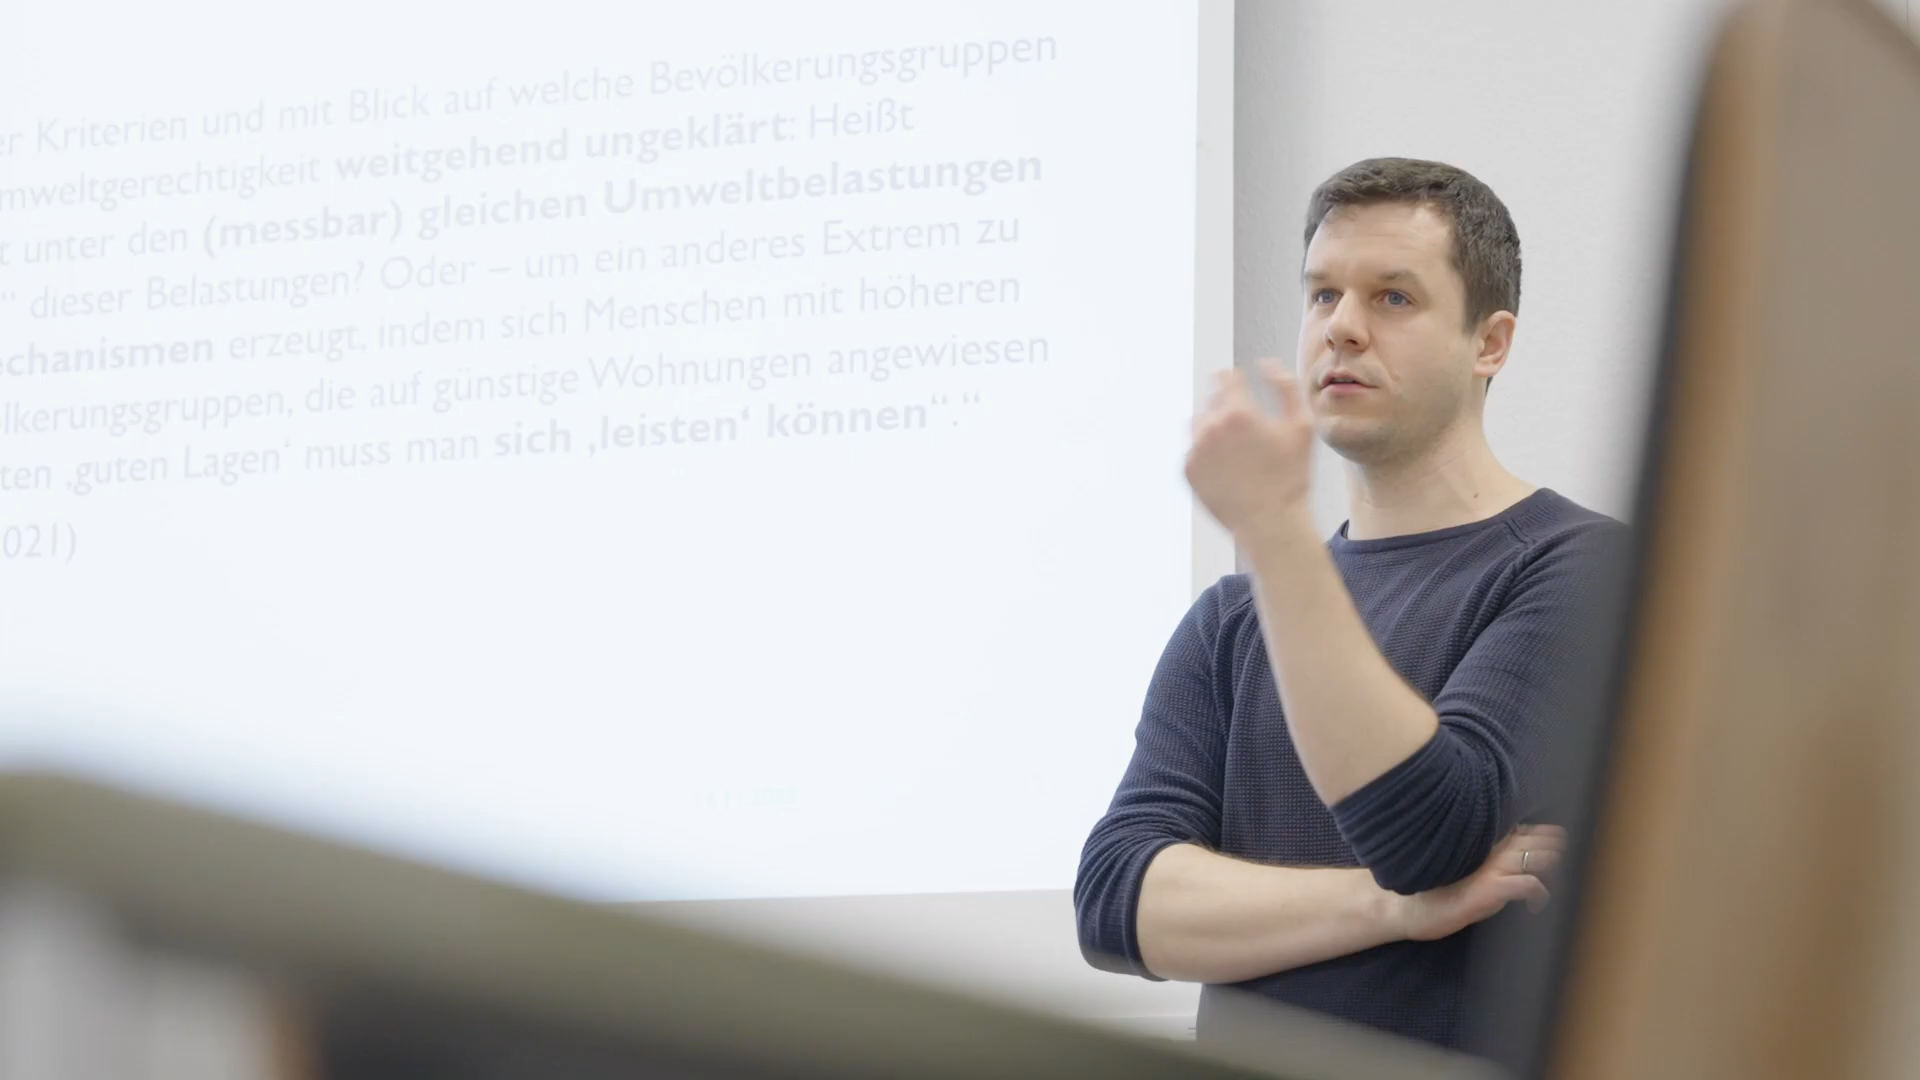 er Kriterien und mit Blick auf welche Bevölkerungsgruppen
mweltgerechtigkeit weitgehend ungeklärt: Heißt
t unter den (messbar) gleichen Umweltbelastungen
“ dieser Belastungen? Oder – um ein anderes Extrem zu
echanismen erzeugt, indem sich Menschen mit höheren
lkerungsgruppen, die auf günstige Wohnungen angewiesen
ten ‚guten Lagen‘ muss man sich ‚leisten‘ können“.“
021)